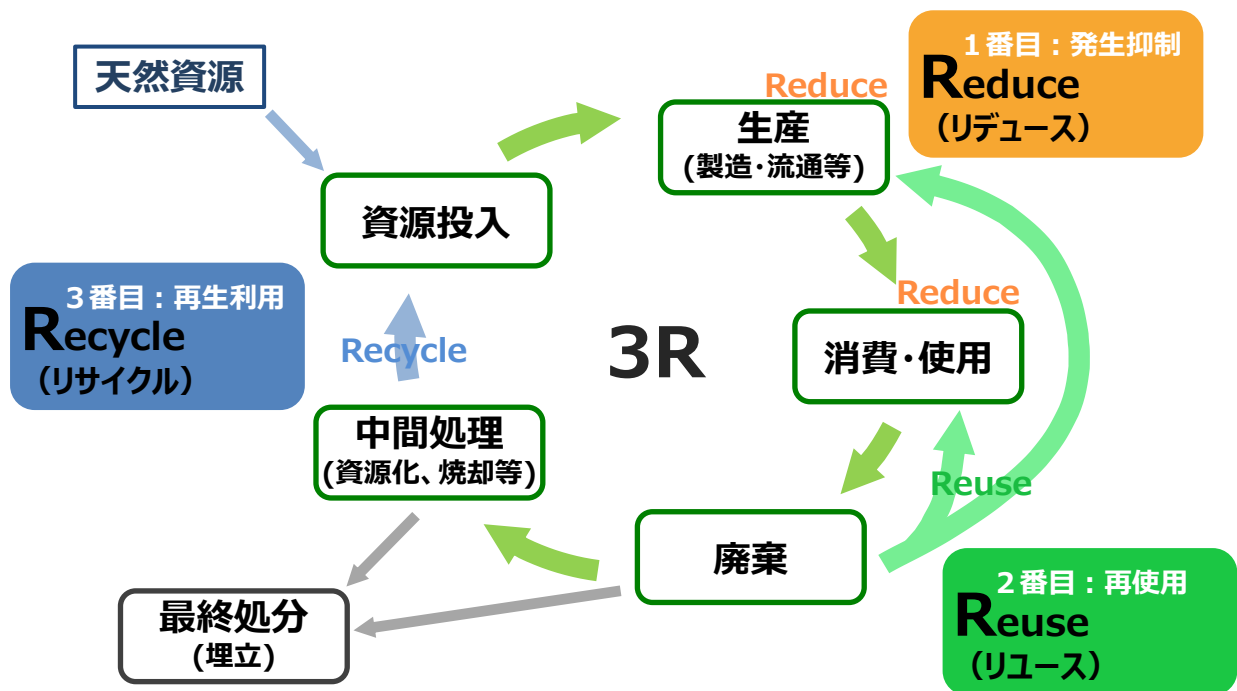 天然資源
1番目：発生抑制
Reduce
（リデュース）
Reduce
生産
(製造・流通等)
資源投入
3番目：再生利用
Recycle
（リサイクル）
Recycle
3R
Reduce
消費・使用
中間処理
(資源化、焼却等)
Reuse
廃棄
2番目：再使用
Reuse
（リユース）
最終処分
(埋立)